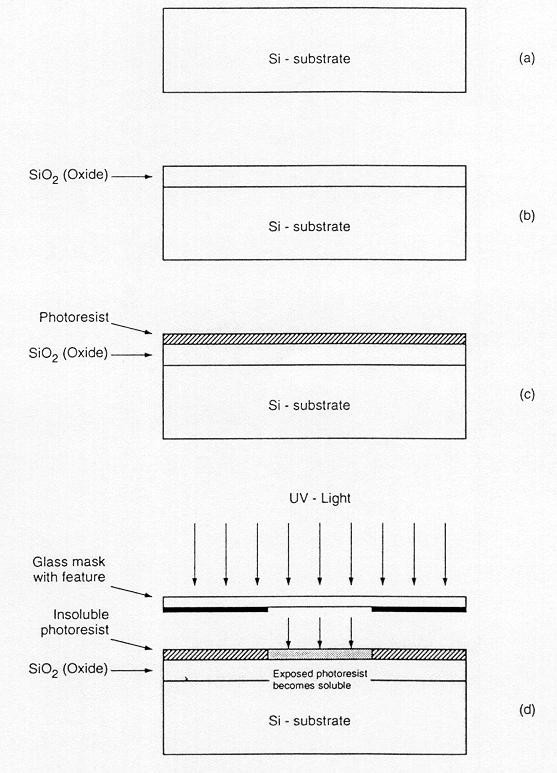 Si - substrate
(a)
SiO2 (Oxide)
Si - substrate
(b)
Photoresist
SiO2 (Oxide)
Si - substrate
(c)
UV - Light
Glass mask
with feature
Insoluble
photoresist
SiO2 (Oxide)
Exposed photoresist
becomes soluble
Si - substrate
(d)